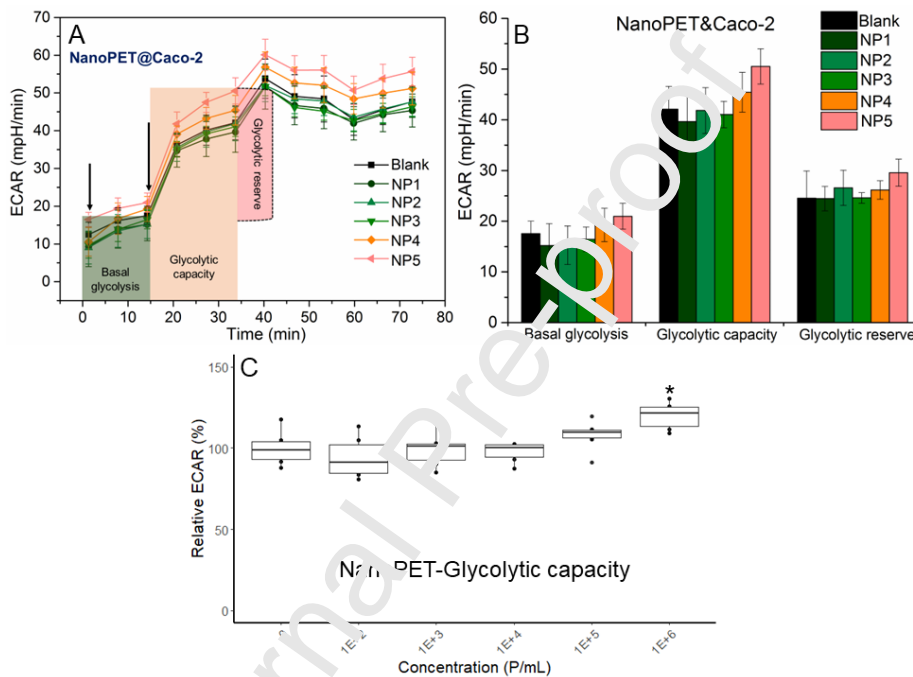 A
NanoPET@Caco-2
ECAR (mpH/min)
70
60
50
40
30
20
10
0
Basal
glycolysis
Glycolytic
capacity
Glycolytic
reserve
Blank
NP1
NP2
NP3
NP4
NP5
0 10 20 30 40 50 60 70 80
Time (min)
B
NanoPET&Caco-2
Blank
NP1
NP2
NP3
NP4
NP5
ECAR (mpH/min)
60
50
40
30
20
10
0
Basal glycolysis Glycolytic capacity Glycolytic reserve
C
Relative ECAR (%)
150
100
50
0
*
PET-Glycolytic capacity
1E+3 1E+4 1E+5 1E+6
Concentration (P/mL)
Pre-proof